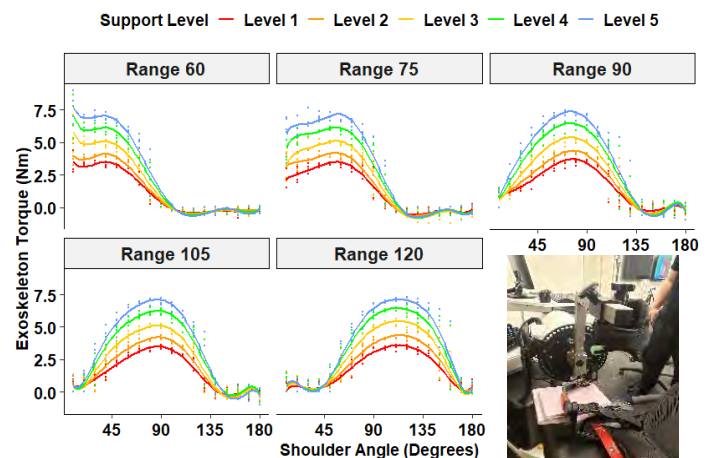 Support Level Level 1 Level 2 Level 3 Level 4 Level 5
Range 60 Range 75 Range 90
7.5
5.0
2.5
0.0
45 90 135 180
Range 105 Range 120
7.5
5.0
2.5
0.0
45 90 135 180 45 90 135 180
Exoskeleton Torque (Nm)
Shoulder Angle (Degrees)